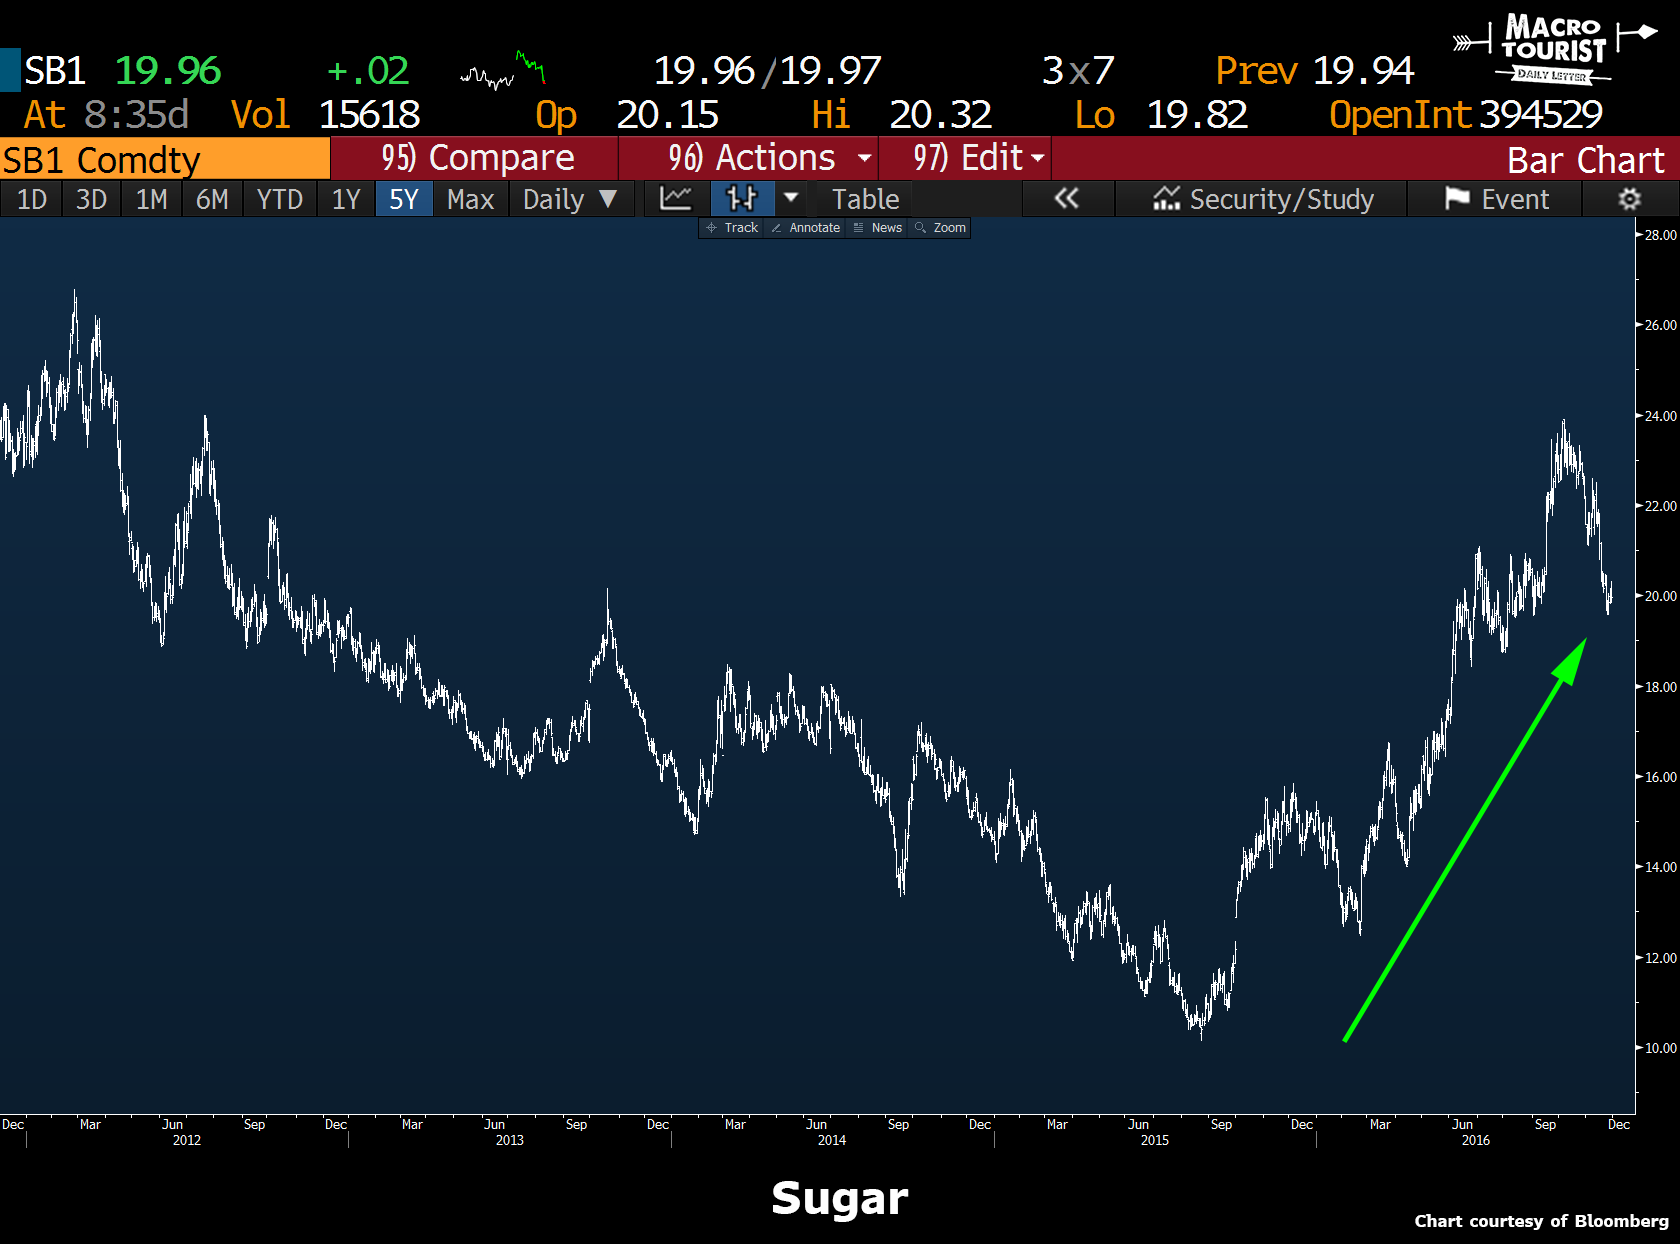 MACRO
TOURIST
DAILY LETTER
SB1 19.96 +.02 19.96/19.97 3x7 Prev 19.94
At 8:35d Vol 15618 Op 20.15 Hi 20.32 Lo 19.82 OpenInt 394529
SB1 Comdty 95) Compare 96) Actions 97) Edit Bar Chart
1D 3D 1M 6M YTD 1Y 5Y Max Daily ▼ Table « Security/Study Event
Track Annotate News Zoom
28.00
26.00
24.00
22.00
20.00
18.00
16.00
14.00
12.00
10.00
Dec Mar Jun Sep Dec Mar Jun Sep Dec Mar Jun Sep Dec Mar Jun Sep Dec Mar Jun Sep Dec
2012 2013 2014 2015 2016
Sugar
Chart courtesy of Bloomberg